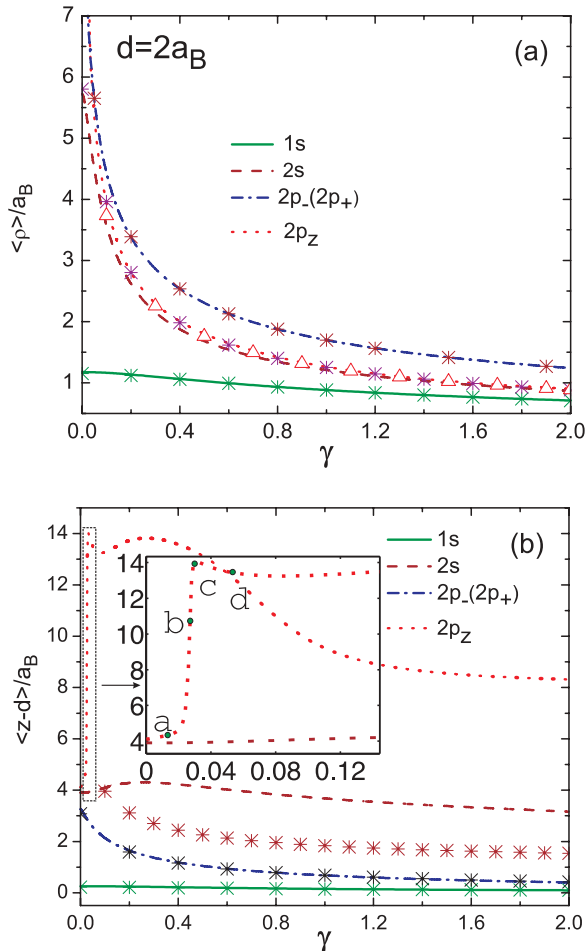 7
6
5
4
3
2
1
0
<ρ>/a_B
d=2a_B
(a)
1s
2s
2p_-(2p_+)
2p_z
0.0 0.4 0.8 1.2 1.6 2.0
γ
14
12
10
8
6
4
2
0
<z-d>/a_B
(b)
1s
2s
2p_-(2p_+)
2p_z
14
12
10
8
6
4
a
b
c
d
0 0.04 0.08 0.12
0.0 0.4 0.8 1.2 1.6 2.0
γ